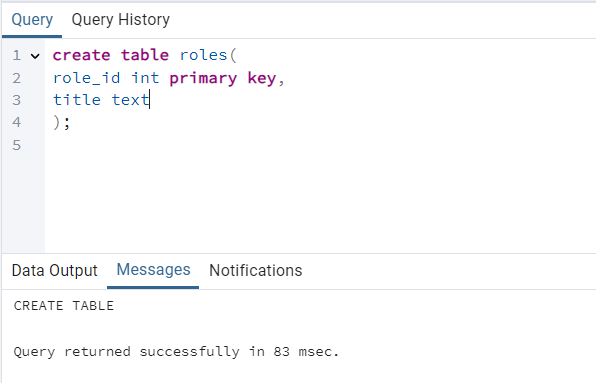 Query Query History
1 create table roles(
2 role_id int primary key,
3 title text
4 );
5
Data Output Messages Notifications
CREATE TABLE
Query returned successfully in 83 msec.